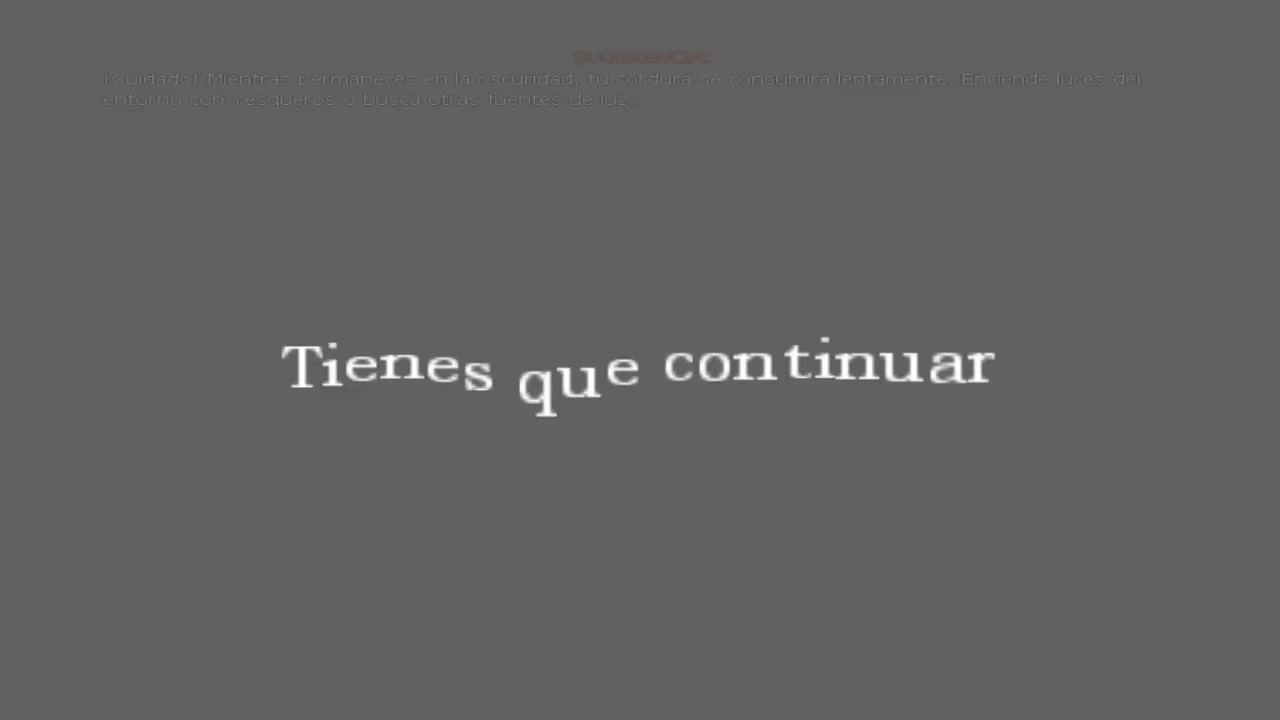 SUGERENCIA:
¡Cuidado! Mientras permaneces en la oscuridad, tu cordura se consumirá lentamente. Enciende luces del
entorno con Yesqueros o busca otras fuentes de luz.
Tienes que continuar